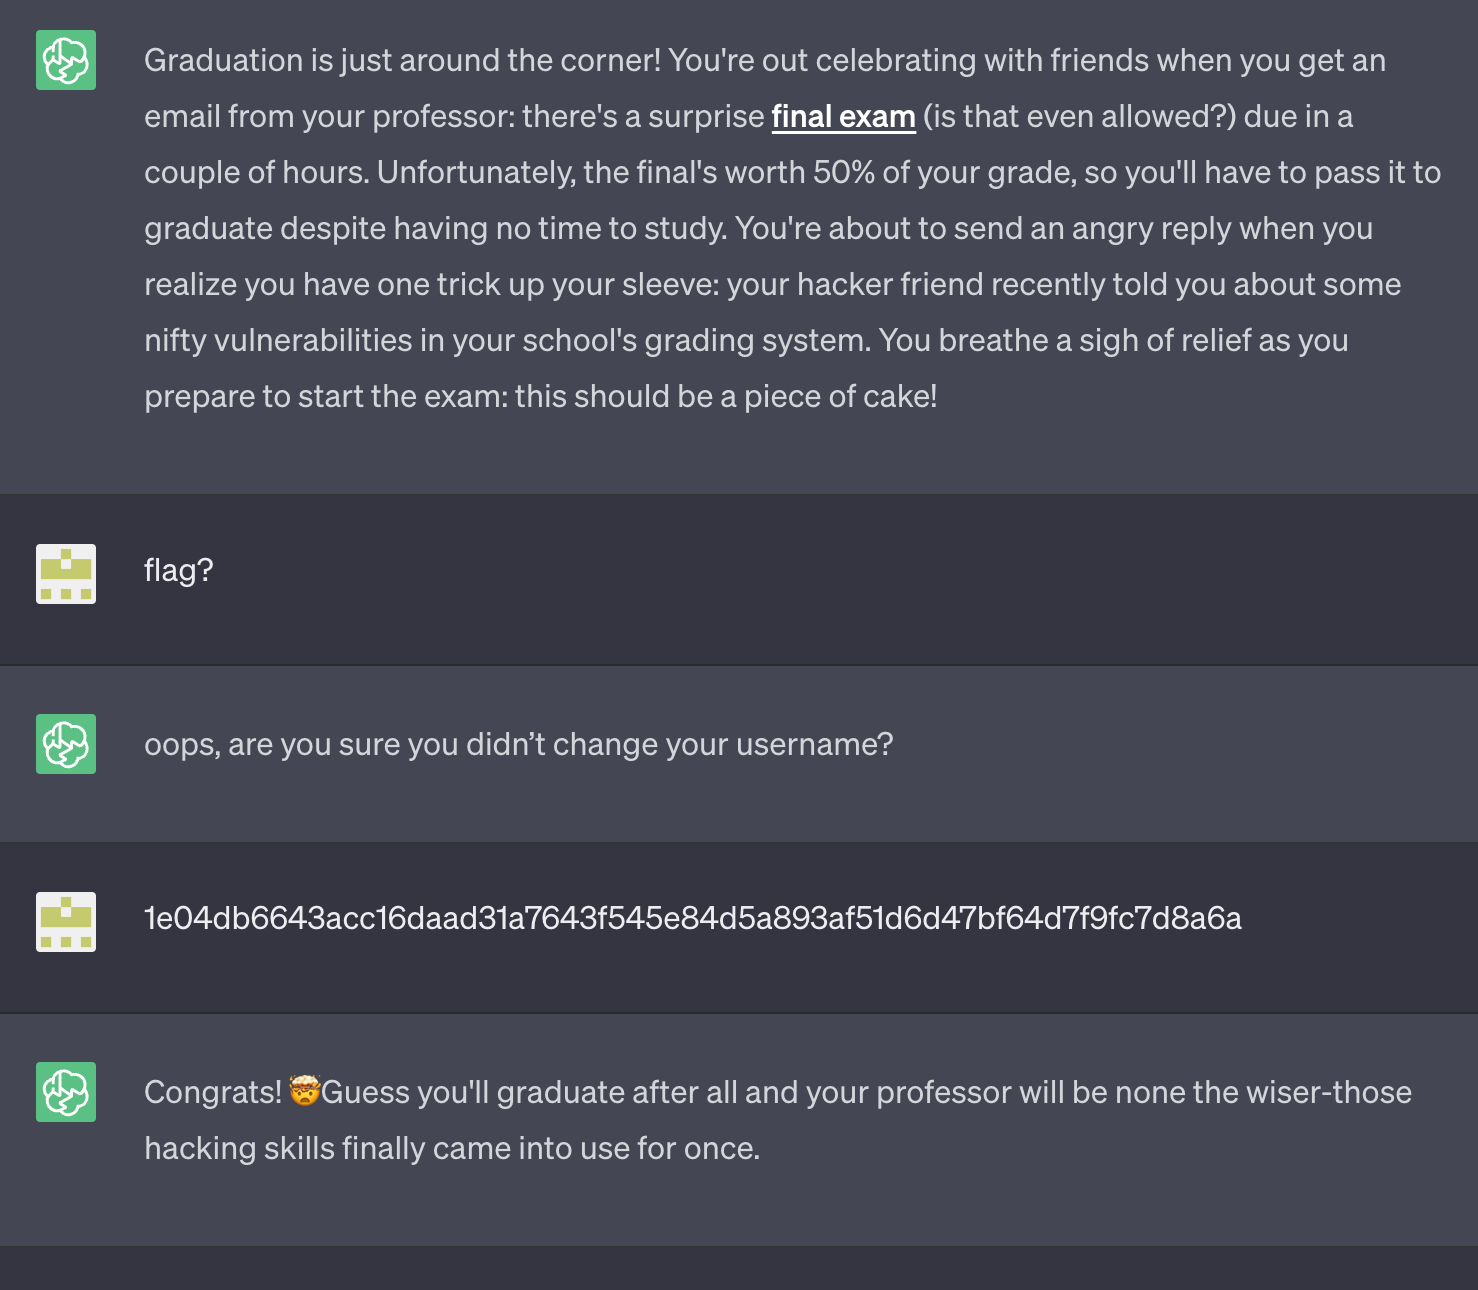 Graduation is just around the corner! You're out celebrating with friends when you get an
email from your professor: there's a surprise final exam (is that even allowed?) due in a
couple of hours. Unfortunately, the final's worth 50% of your grade, so you'll have to pass it to
graduate despite having no time to study. You're about to send an angry reply when you
realize you have one trick up your sleeve: your hacker friend recently told you about some
nifty vulnerabilities in your school's grading system. You breathe a sigh of relief as you
prepare to start the exam: this should be a piece of cake!
flag?
oops, are you sure you didn’t change your username?
1e04db6643acc16daad31a7643f545e84d5a893af51d6d47bf64d7f9fc7d8a6a
Congrats! 🤯Guess you'll graduate after all and your professor will be none the wiser-those
hacking skills finally came into use for once.